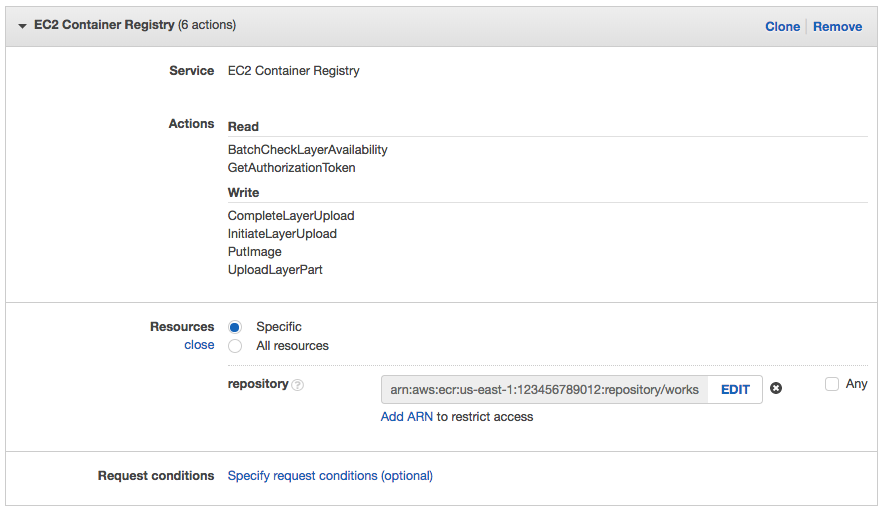 EC2 Container Registry (6 actions)
Clone Remove
Service EC2 Container Registry
Actions Read
BatchCheckLayerAvailability
GetAuthorizationToken
Write
CompleteLayerUpload
InitiateLayerUpload
PutImage
UploadLayerPart
Resources Specific
close All resources
repository ? arn:aws:ecr:us-east-1:123456789012:repository/works EDIT Any
Add ARN to restrict access
Request conditions Specify request conditions (optional)